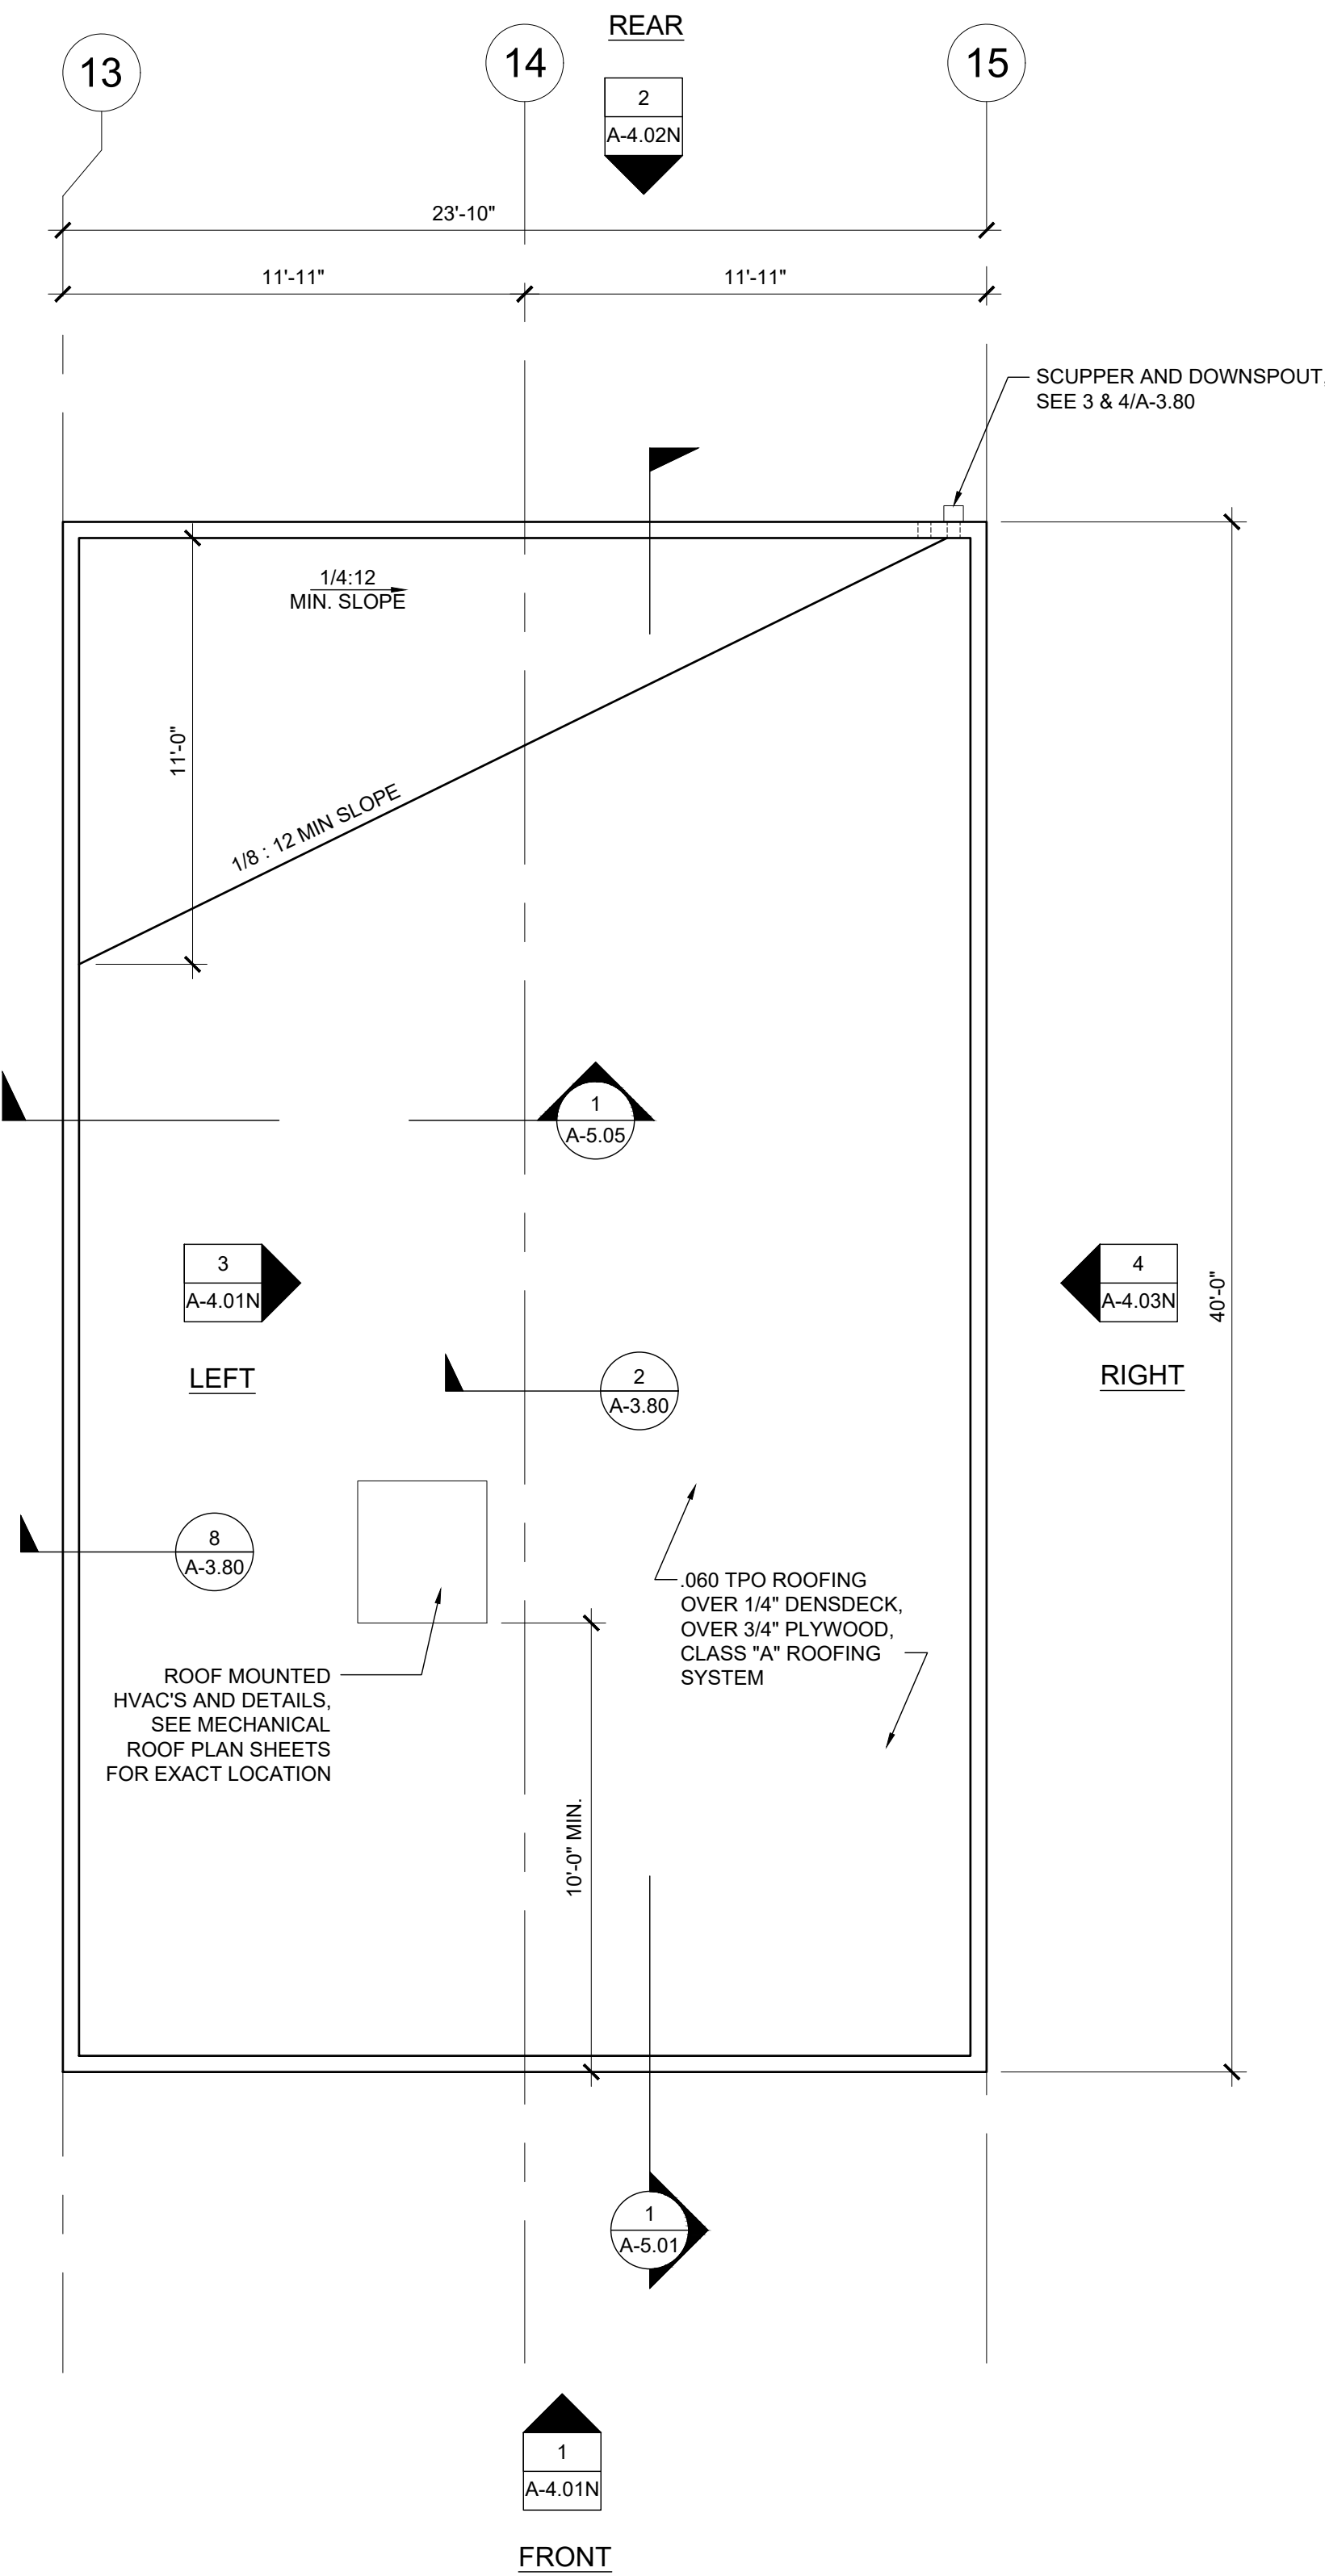 REAR
13
14
15
2
A-4.02N
23'-10"
11'-11"
11'-11"
SCUPPER AND DOWNSPOUT,
SEE 3 & 4/A-3.80
1/4:12
MIN. SLOPE
11'-0"
1/8 : 12 MIN SLOPE
1
A-5.05
3
A-4.01N
LEFT
4
A-4.03N
RIGHT
40'-0"
2
A-3.80
8
A-3.80
.060 TPO ROOFING
OVER 1/4" DENSDECK,
OVER 3/4" PLYWOOD,
CLASS "A" ROOFING
SYSTEM
ROOF MOUNTED
HVAC'S AND DETAILS,
SEE MECHANICAL
ROOF PLAN SHEETS
FOR EXACT LOCATION
10'-0" MIN.
1
A-5.01
1
A-4.01N
FRONT